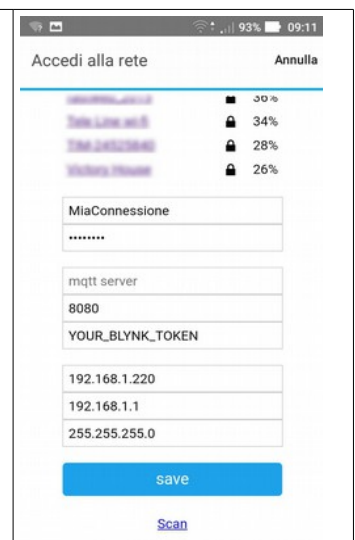 93% 09:11
Accedi alla rete Annulla
36%
34%
28%
26%
MiaConnessione
••••••••
mqtt server
8080
YOUR_BLYNK_TOKEN
192.168.1.220
192.168.1.1
255.255.255.0
save
Scan